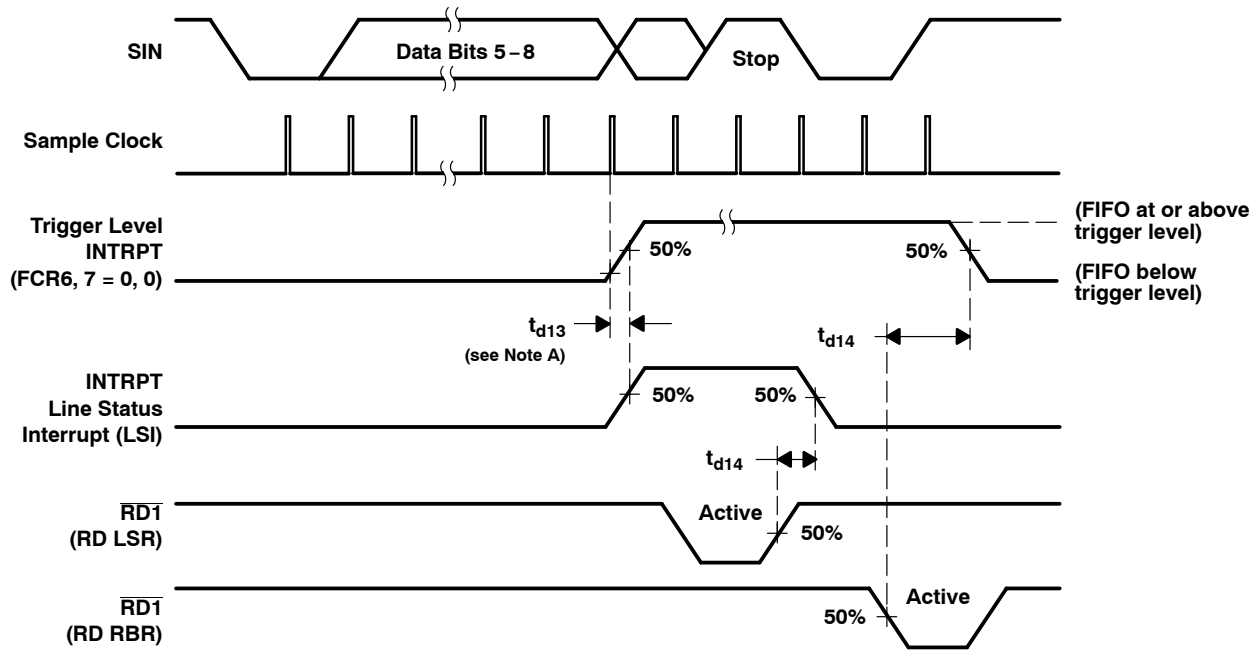 SIN
Data Bits 5–8
Stop
Sample Clock
Trigger Level
INTRPT
(FCR6, 7 = 0, 0)
50%
50%
(FIFO at or above
trigger level)
(FIFO below
trigger level)
td13
(see Note A)
td14
INTRPT
Line Status
Interrupt (LSI)
50%
50%
td14
RD1
(RD LSR)
Active
50%
RD1
(RD RBR)
50%
Active